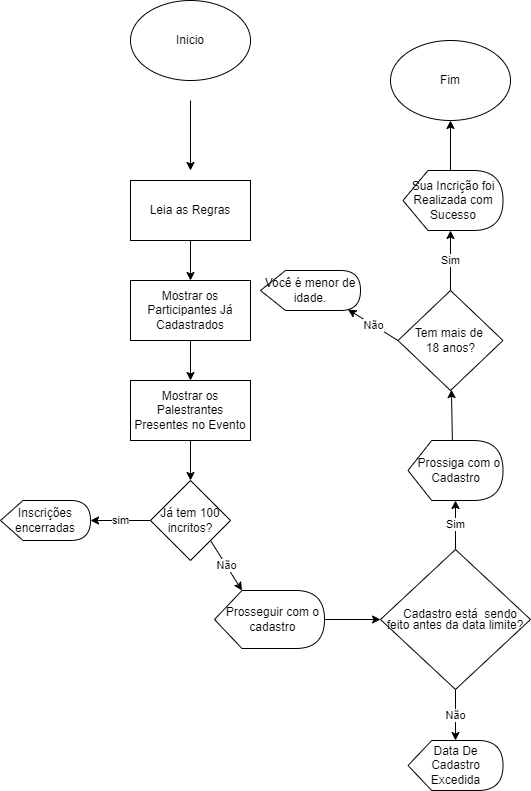 Inicio
Leia as Regras
Mostrar os
Participantes Já
Cadastrados
Mostrar os
Palestrantes
Presentes no Evento
Já tem 100
incritos?
sim
Inscrições
encerradas
Não
Prosseguir com o
cadastro
Cadastro está sendo
feito antes da data limite?
Não
Data De
Cadastro
Excedida
Sim
Prossiga com o
Cadastro
Tem mais de
18 anos?
Não
Você é menor de
idade.
Sim
Sua Incrição foi
Realizada com
Sucesso
Fim